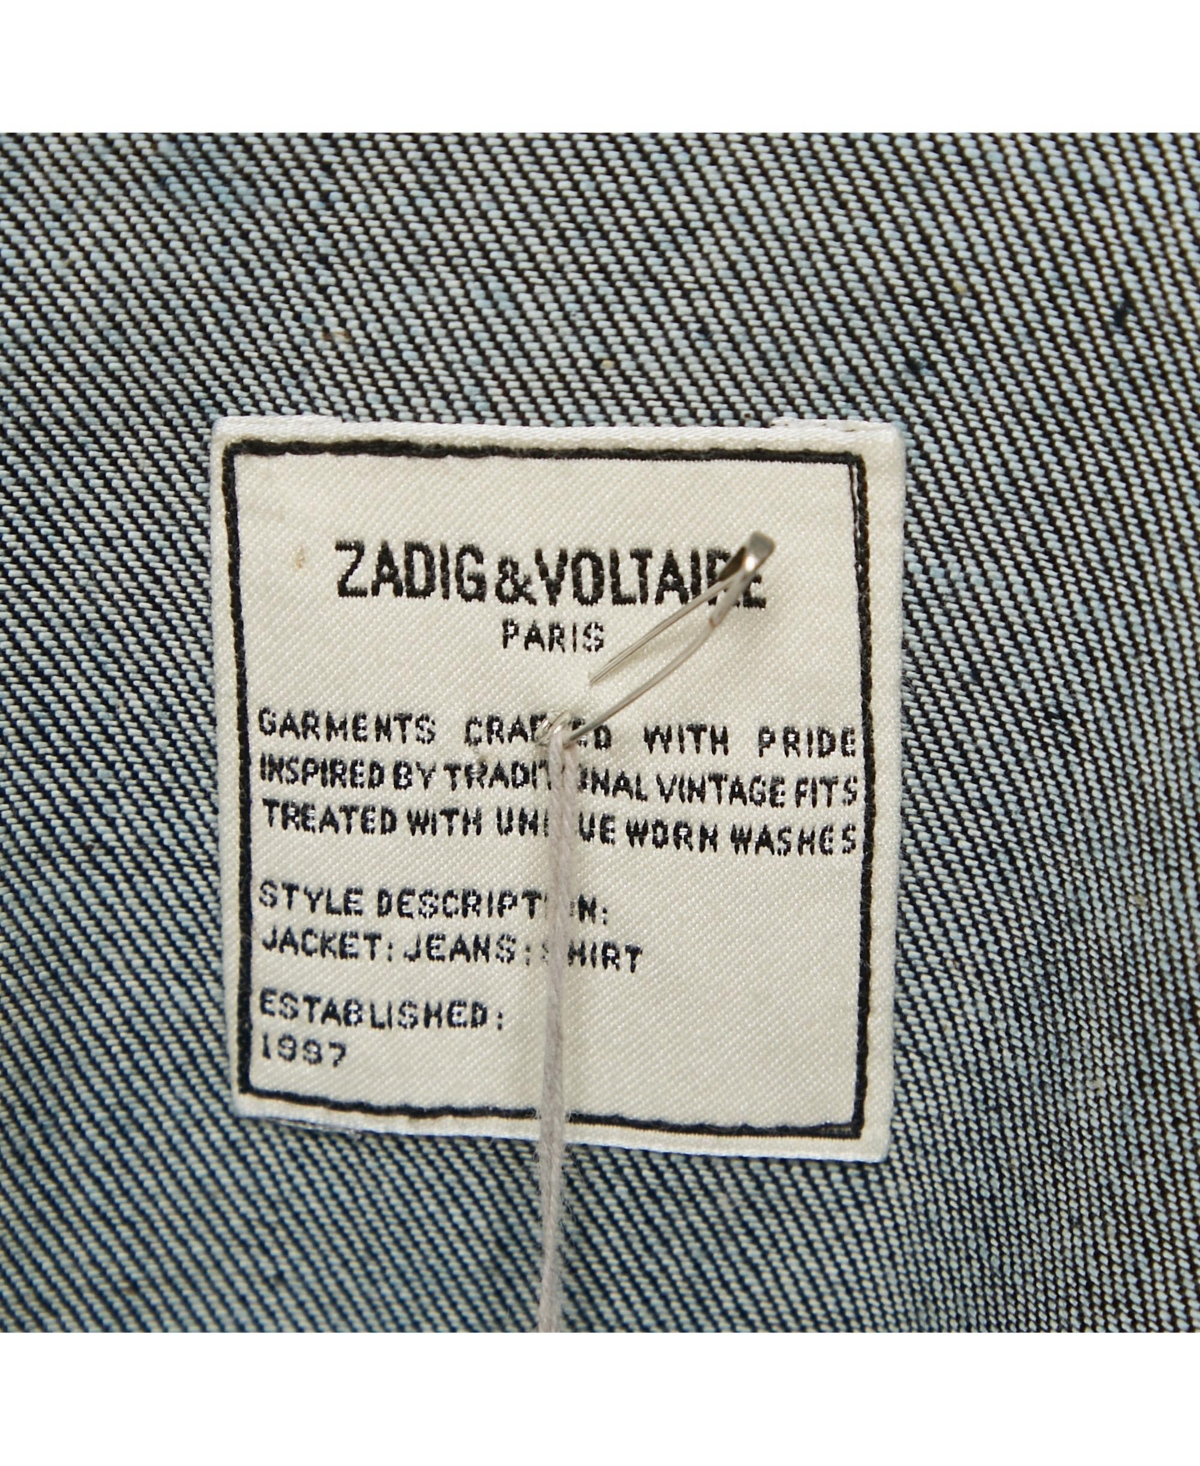 ZADIG & VOLTAIRE
PARIS
GARMENTS CRAFTED WITH PRIDE
INSPIRED BY TRADITIONAL VINTAGE FITS
TREATED WITH UNIQUE WORN WASHES
STYLE DESCRIPTION:
JACKET: JEANS: SHIRT
ESTABLISHED:
1997